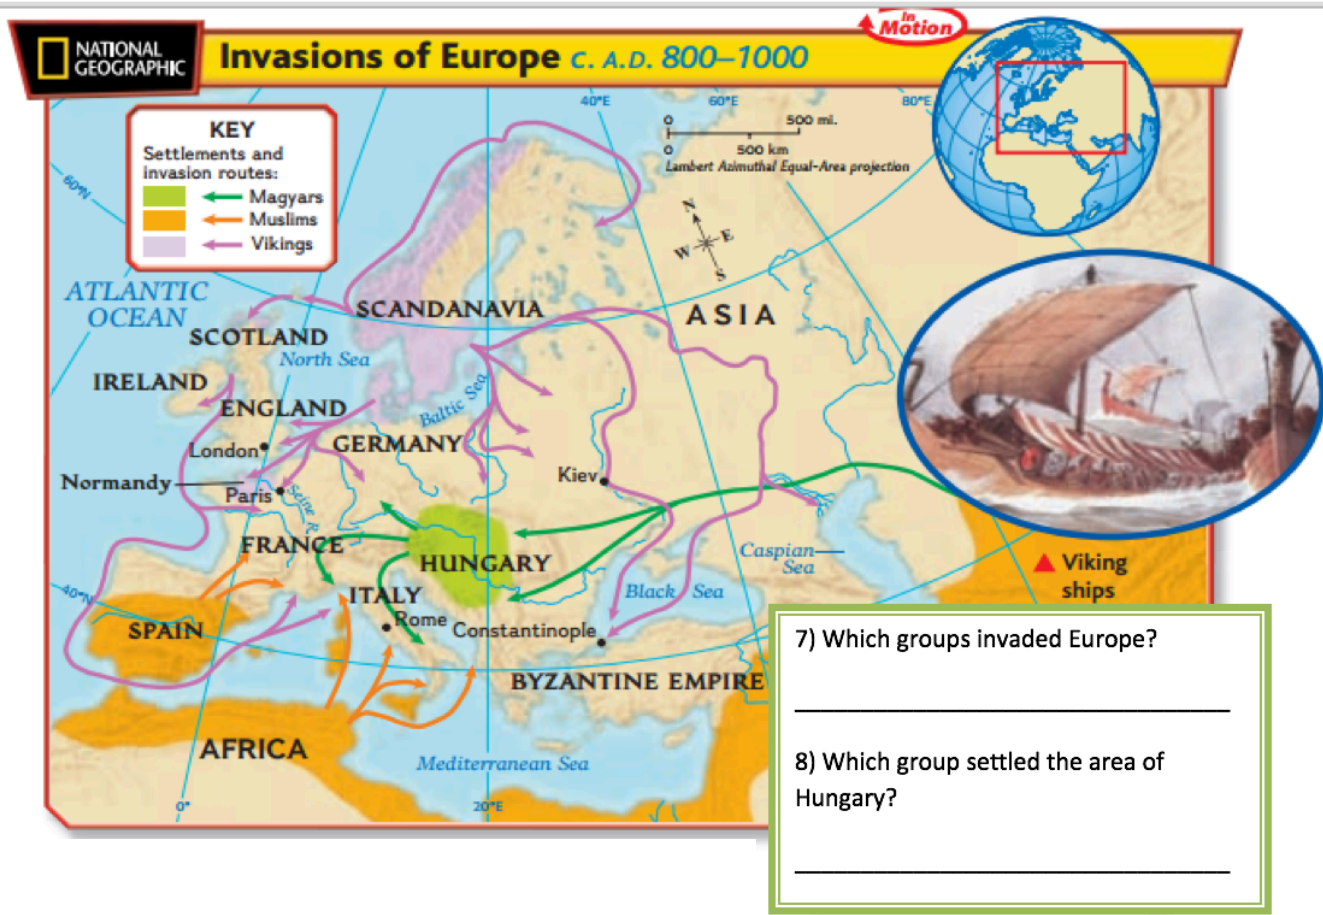 NATIONAL
GEOGRAPHIC
Invasions of Europe C. A.D. 800–1000
In
Motion
KEY
Settlements and
invasion routes:
Magyars
Muslims
Vikings
40°E
60°E
80°E
0
500 mi.
0
500 km
Lambert Azimuthal Equal-Area projection
N
W
E
S
60°N
ATLANTIC
OCEAN
SCANDANAVIA
ASIA
SCOTLAND
North Sea
IRELAND
ENGLAND
Baltic Sea
London
GERMANY
Normandy
Paris
Seine R.
Kiev
FRANCE
HUNGARY
Caspian
Sea
Viking
ships
40°N
ITALY
Black Sea
SPAIN
Rome
Constantinople
BYZANTINE EMPIRE
AFRICA
Mediterranean Sea
0°
20°E
7) Which groups invaded Europe?
8) Which group settled the area of
Hungary?